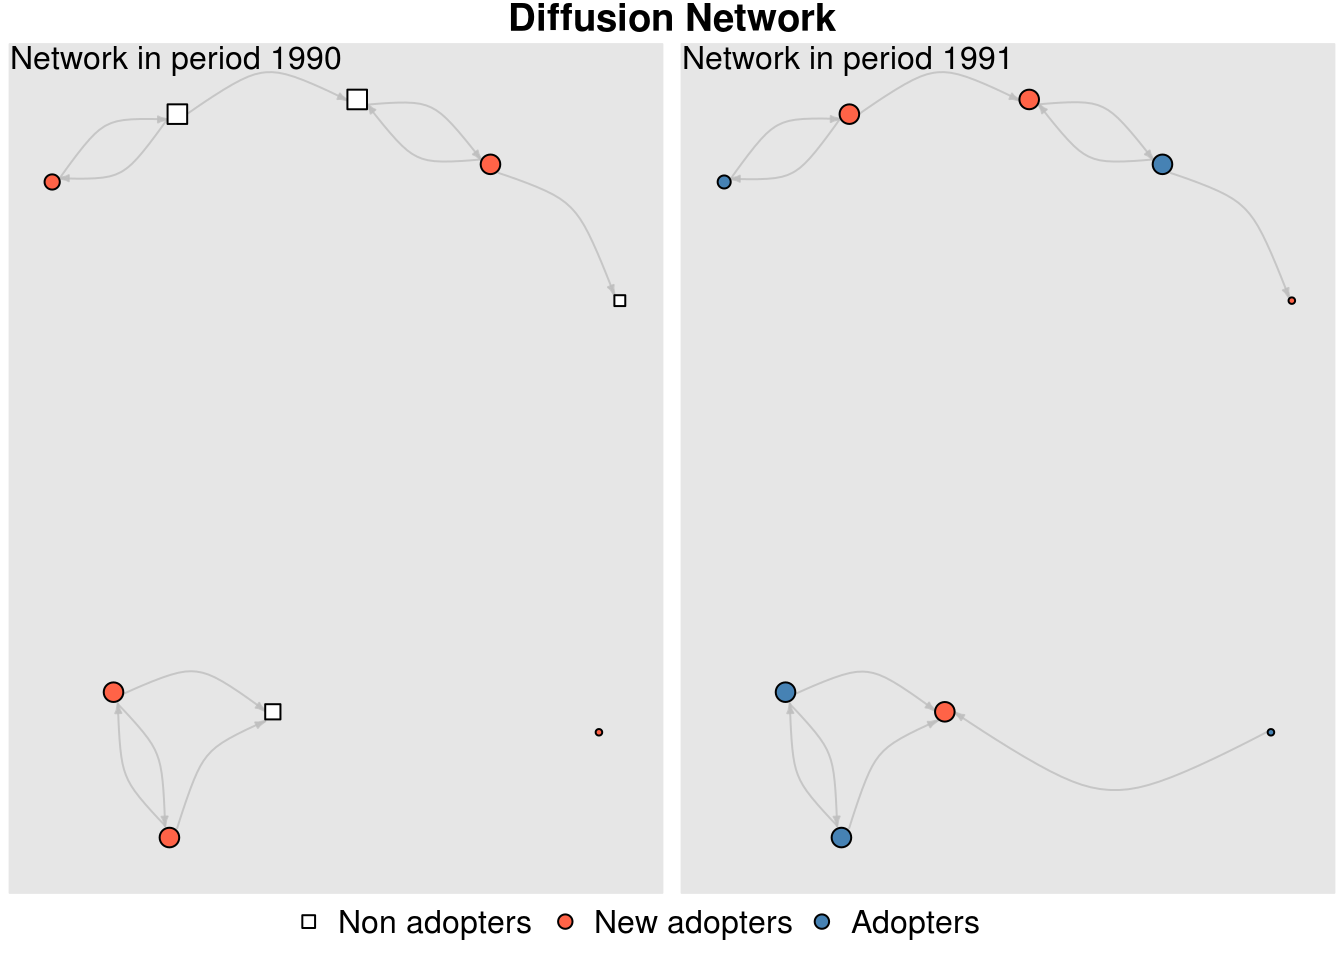 Diffusion Network
Network in period 1990
Network in period 1991
Non adopters
New adopters
Adopters